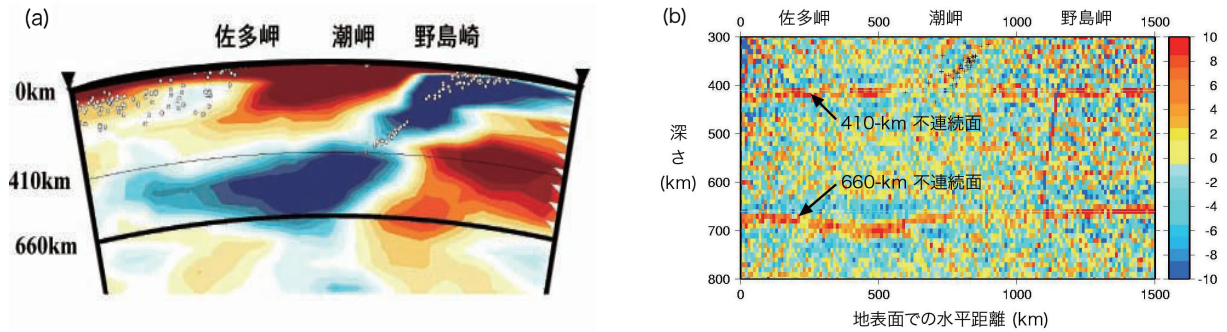 (a)
佐多岬 潮岬 野島崎
0km
410km
660km
(b)
0 佐多岬 500 潮岬 1000 野島岬 1500
300
400
500
600
700
800
深さ
(km)
410-km 不連続面
660-km 不連続面
0 500 1000 1500
地表面での水平距離 (km)
10
8
6
4
2
0
-2
-4
-6
-8
-10